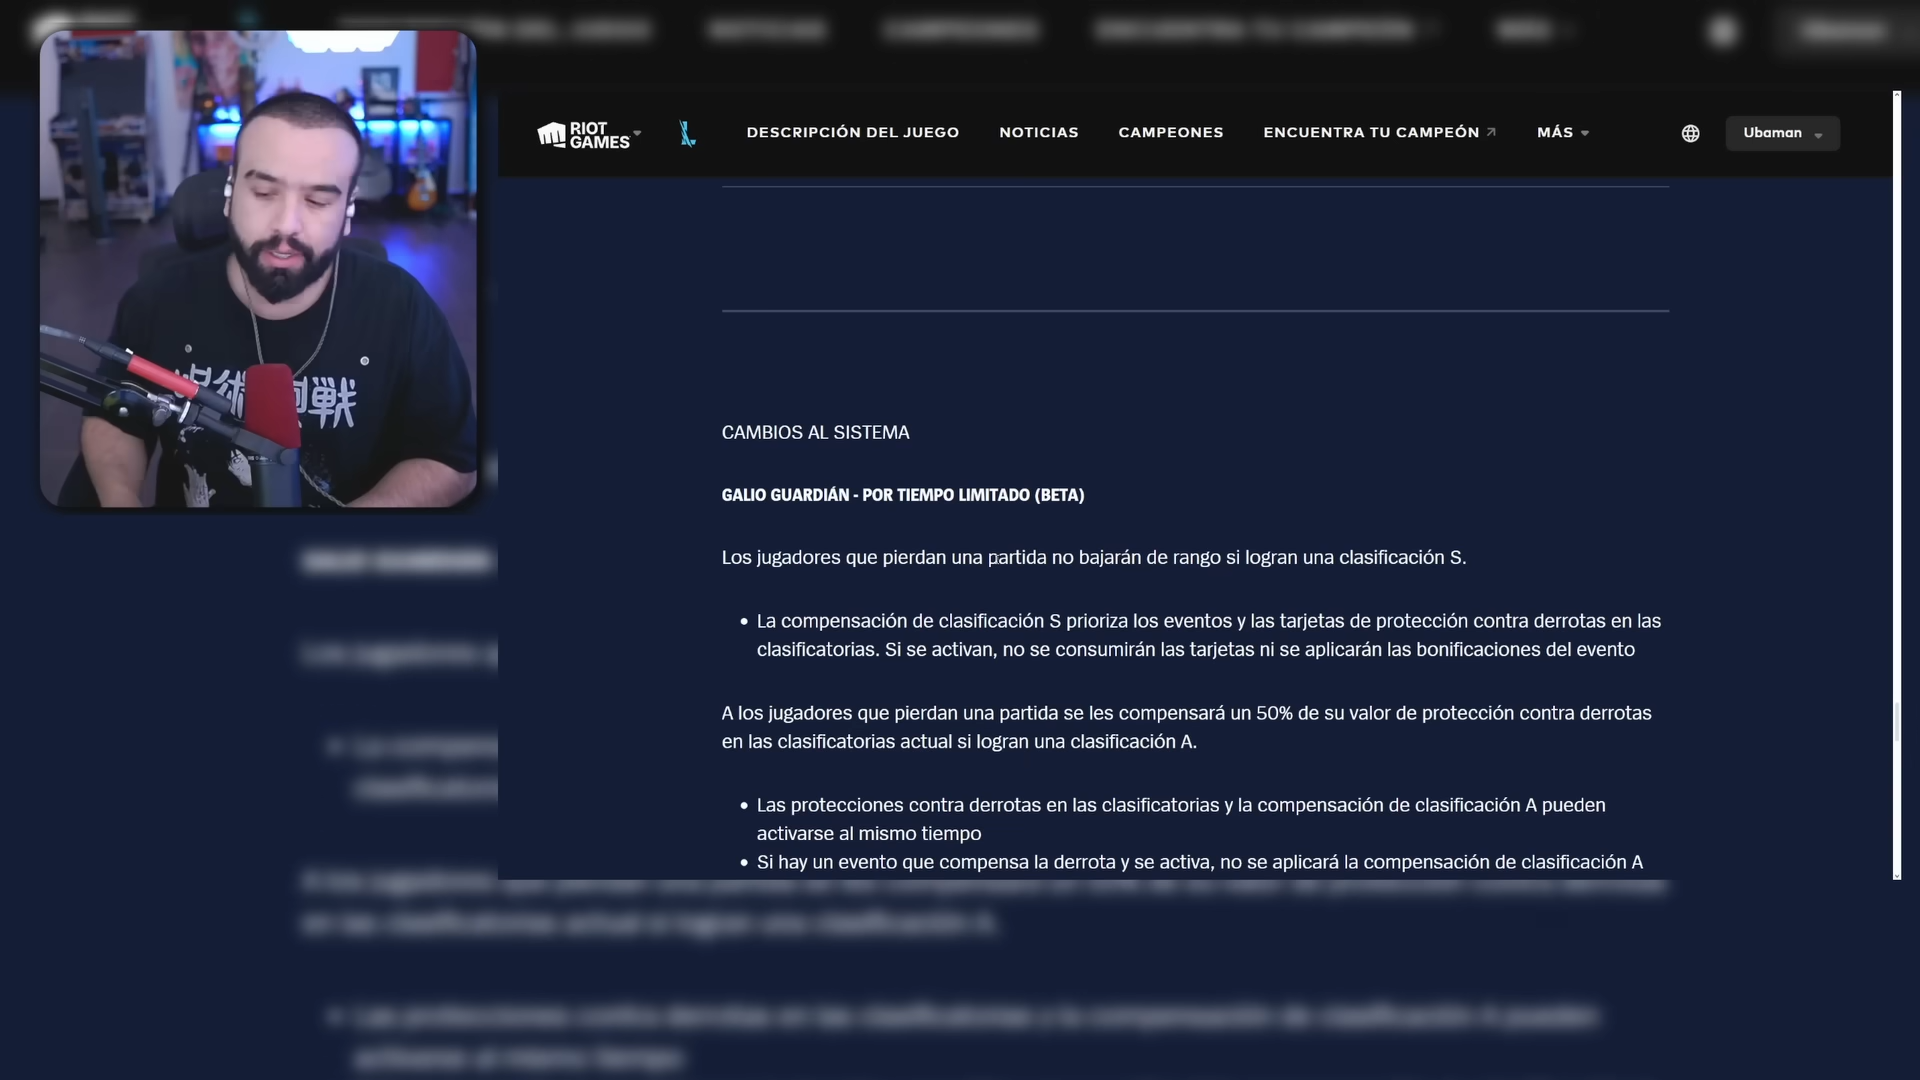 RIOT
GAMES
DESCRIPCIÓN DEL JUEGO
NOTICIAS
CAMPEONES
ENCUENTRA TU CAMPEÓN
MÁS
Ubaman
CAMBIOS AL SISTEMA
GALIO GUARDIÁN - POR TIEMPO LIMITADO (BETA)
Los jugadores que pierdan una partida no bajarán de rango si logran una clasificación S.
• La compensación de clasificación S prioriza los eventos y las tarjetas de protección contra derrotas en las
clasificatorias. Si se activan, no se consumirán las tarjetas ni se aplicarán las bonificaciones del evento
A los jugadores que pierdan una partida se les compensará un 50% de su valor de protección contra derrotas
en las clasificatorias actual si logran una clasificación A.
• Las protecciones contra derrotas en las clasificatorias y la compensación de clasificación A pueden
activarse al mismo tiempo
• Si hay un evento que compensa la derrota y se activa, no se aplicará la compensación de clasificación A